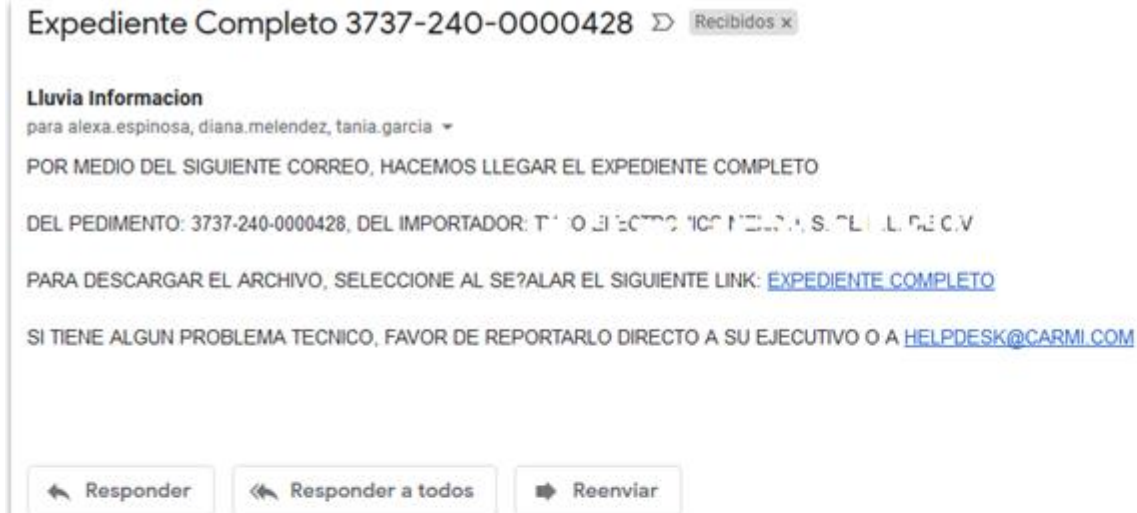 Expediente Completo 3737-240-0000428 Recibidos x
Lluvia Informacion
para alexa.espinosa, diana.melendez, tania.garcia
POR MEDIO DEL SIGUIENTE CORREO, HACEMOS LLEGAR EL EXPEDIENTE COMPLETO
DEL PEDIMENTO: 3737-240-0000428, DEL IMPORTADOR:
PARA DESCARGAR EL ARCHIVO, SELECCIONE AL SE?ALAR EL SIGUIENTE LINK: EXPEDIENTE COMPLETO
SI TIENE ALGUN PROBLEMA TECNICO, FAVOR DE REPORTARLO DIRECTO A SU EJECUTIVO O A HELPDESK@CARMI.COM
Responder Responder a todos Reenviar